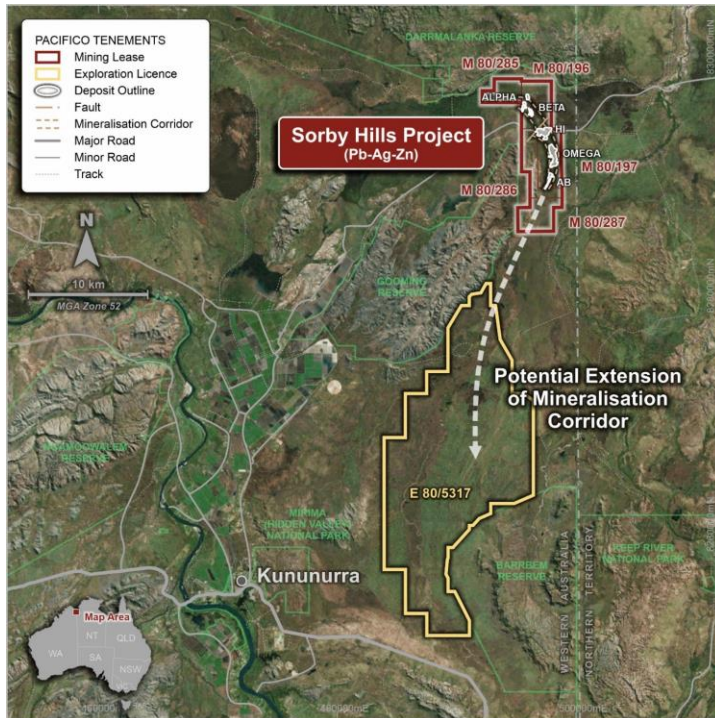 PACIFICO TENEMENTS
Mining Lease
Exploration Licence
Deposit Outline
Fault
Mineralisation Corridor
Major Road
Minor Road
Track
N
10 km
MGA Zone 52
DARRMALANKA RESERVE
M 80/285
M 80/196
ALPHA
BETA
Sorby Hills Project
(Pb-Ag-Zn)
HI
OMEGA
M 80/197
M 80/286
AB
M 80/287
GOOMING
RESERVE
Potential Extension
of Mineralisation
Corridor
RESERVE
E 80/5317
MIRIMA
(HIDDEN VALLEY)
NATIONAL PARK
Kununurra
BARRBEM
RESERVE
KEEP RIVER
NATIONAL PARK
WESTERN AUSTRALIA
NORTHERN TERRITORY
Map Area
WA
NT
QLD
SA
NSW
500000mE